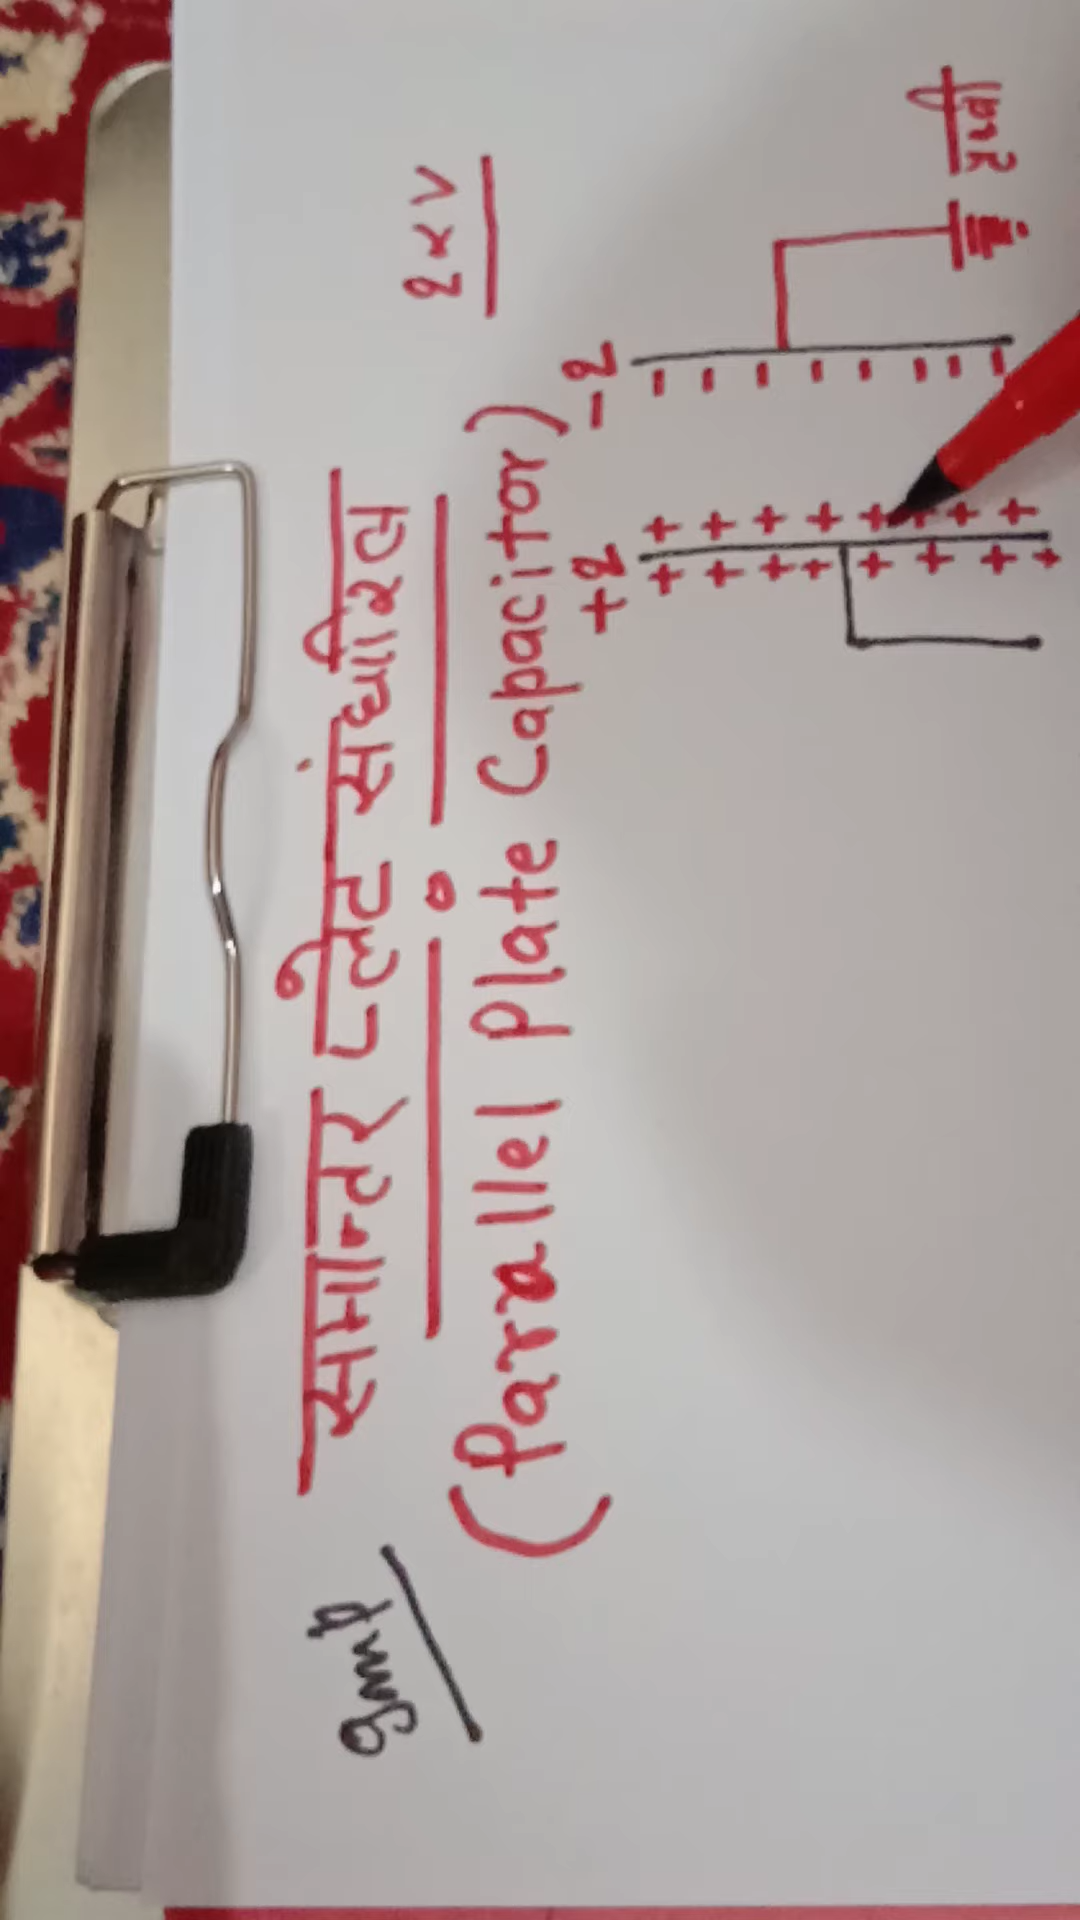 Imp
समान्तर प्लेट संधारित्र
(Parallel Plate Capacitor)
q ∝ V
+q -q
+ + + + + + + +
+ + + + + + + +
- - - - - - - -
पृथ्वी